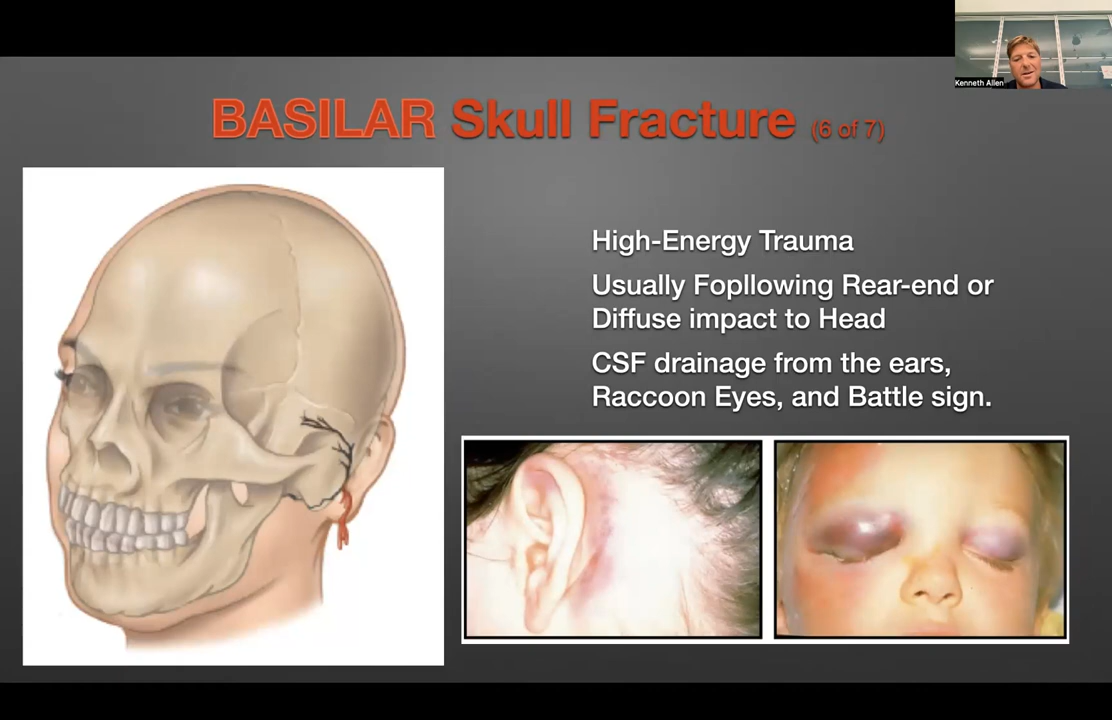 Kenneth Allen
BASILAR Skull Fracture (6 of 7)
High-Energy Trauma
Usually Fopllowing Rear-end or
Diffuse impact to Head
CSF drainage from the ears,
Raccoon Eyes, and Battle sign.